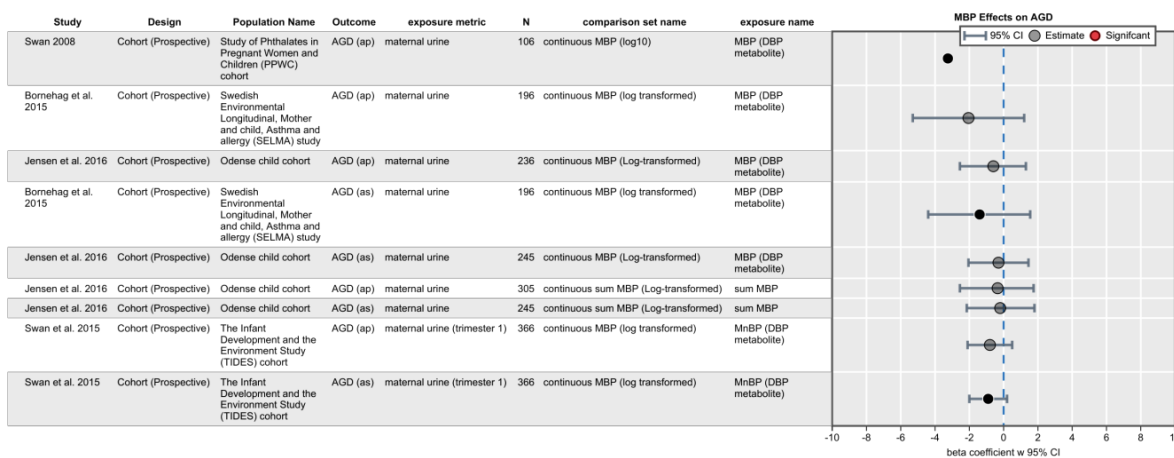 MBP Effects on AGD
Study Design Population Name Outcome exposure metric N comparison set name exposure name
95% CI Estimate Signifcant
Swan 2008 Cohort (Prospective) Study of Phthalates in AGD (ap) maternal urine 106 continuous MBP (log10) MBP (DBP
Pregnant Women and metabolite)
Children (PPWC)
cohort
Bornehag et al. Cohort (Prospective) Swedish AGD (ap) maternal urine 196 continuous MBP (log transformed) MBP (DBP
2015 Environmental metabolite)
Longitudinal, Mother
and child, Asthma and
allergy (SELMA) study
Jensen et al. 2016 Cohort (Prospective) Odense child cohort AGD (ap) maternal urine 236 continuous MBP (Log-transformed) MBP (DBP
metabolite)
Bornehag et al. Cohort (Prospective) Swedish AGD (as) maternal urine 196 continuous MBP (log transformed) MBP (DBP
2015 Environmental metabolite)
Longitudinal, Mother
and child, Asthma and
allergy (SELMA) study
Jensen et al. 2016 Cohort (Prospective) Odense child cohort AGD (as) maternal urine 245 continuous MBP (Log-transformed) MBP (DBP
metabolite)
Jensen et al. 2016 Cohort (Prospective) Odense child cohort AGD (ap) maternal urine 305 continuous sum MBP (Log-transformed) sum MBP
Jensen et al. 2016 Cohort (Prospective) Odense child cohort AGD (as) maternal urine 245 continuous sum MBP (Log-transformed) sum MBP
Swan et al. 2015 Cohort (Prospective) The Infant AGD (ap) maternal urine (trimester 1) 366 continuous MBP (log transformed) MnBP (DBP
Development and the metabolite)
Environment Study
(TIDES) cohort
Swan et al. 2015 Cohort (Prospective) The Infant AGD (as) maternal urine (trimester 1) 366 continuous MBP (log transformed) MnBP (DBP
Development and the metabolite)
Environment Study
(TIDES) cohort
-10 -8 -6 -4 -2 0 2 4 6 8
beta coefficient w 95% CI